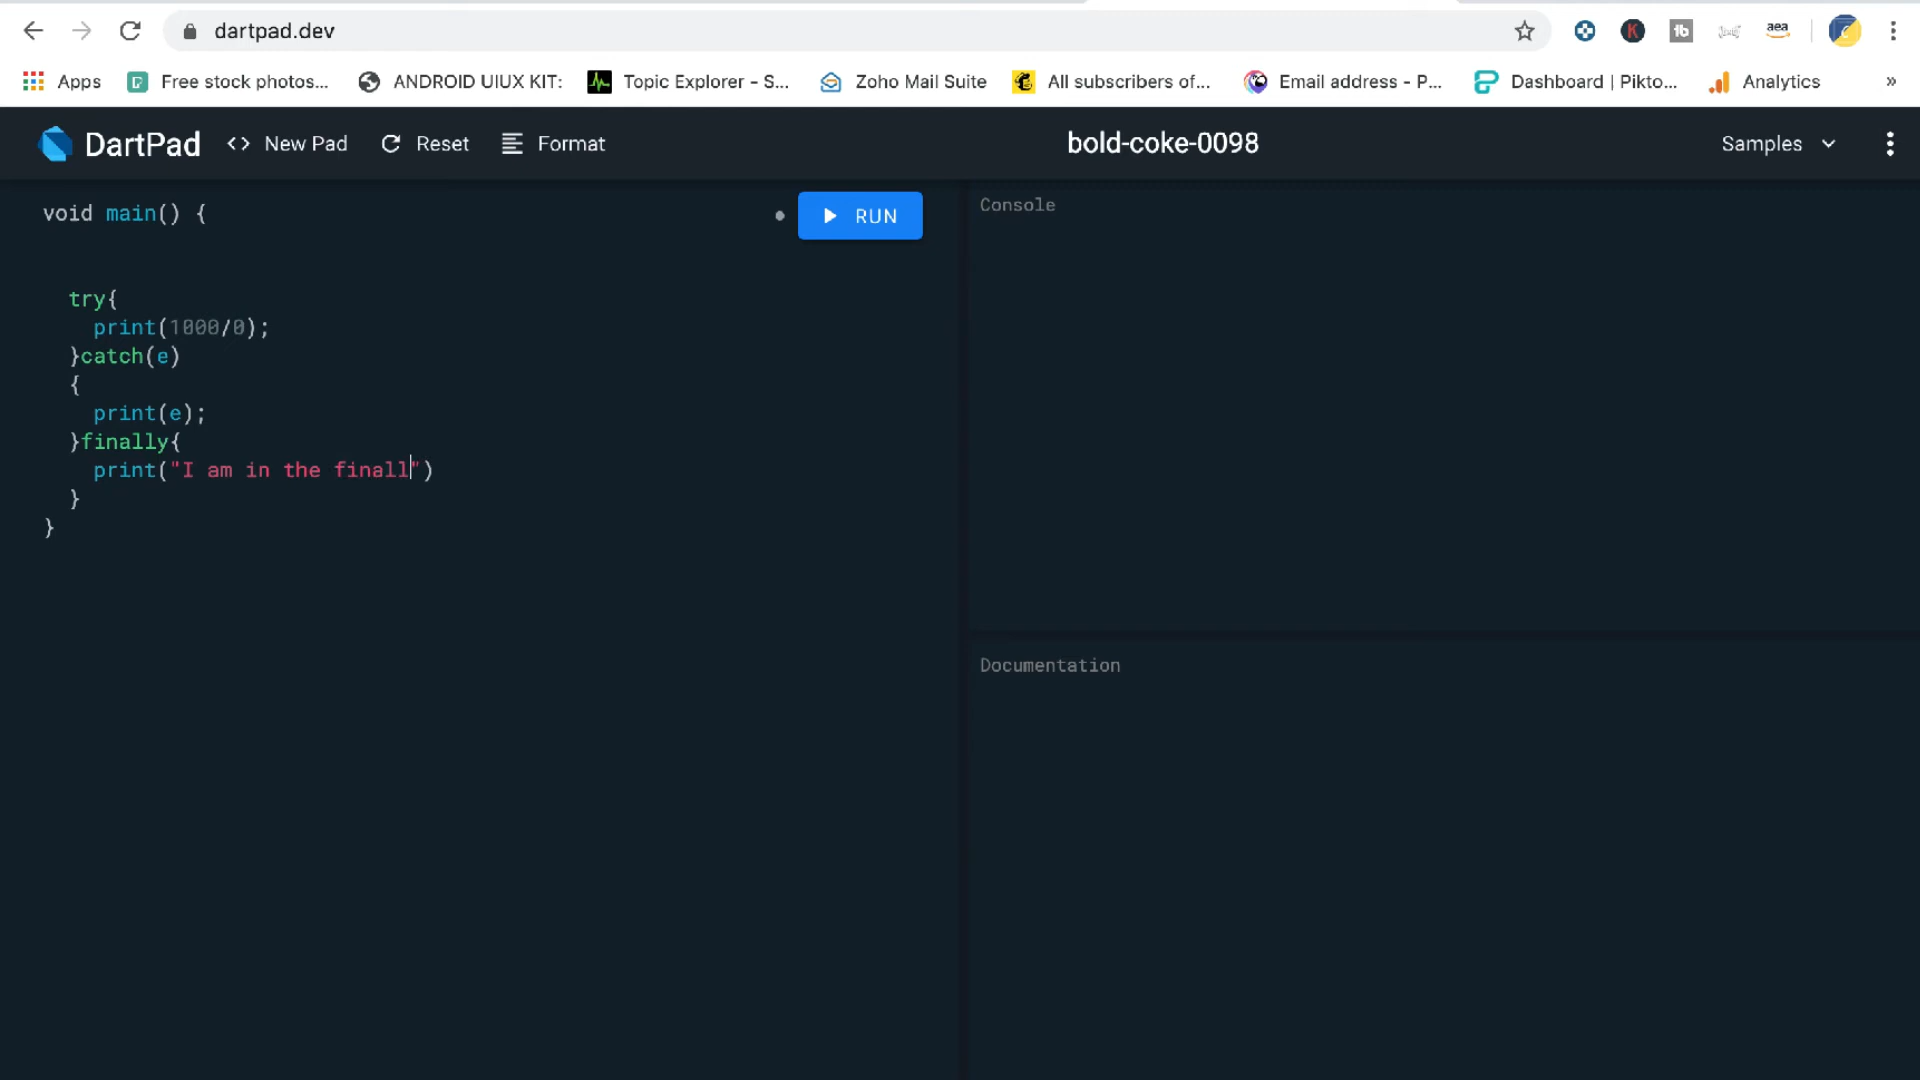 dartpad.dev
Apps Free stock photos... ANDROID UIUX KIT: Topic Explorer - S... Zoho Mail Suite All subscribers of... Email address - P... Dashboard | Pikto... Analytics »
DartPad <> New Pad Reset Format bold-coke-0098 Samples
void main() {
RUN
try{
print(1000/0);
}catch(e)
{
print(e);
}finally{
print("I am in the finall")
}
}
Console
Documentation